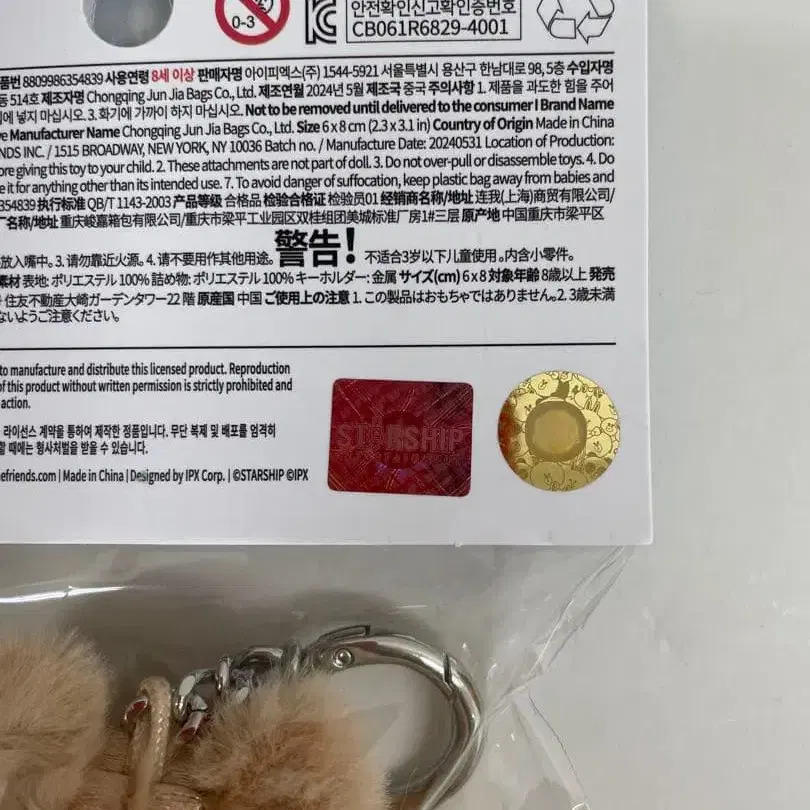 0-3
안전확인신고확인증번호
CB061R6829-4001
품번 8809986354839 사용연령 8세 이상 판매자명 아이피엑스(주) 1544-5921 서울특별시 용산구 한남대로 98, 5층 수입자명
동 514호 제조자명 Chongqing Jun Jia Bags Co., Ltd. 제조연월 2024년 5월 제조국 중국 주의사항 1. 제품을 과도한 힘을 주어
에 넣지 마십시오. 3. 화기에 가까이 하지 마십시오. Not to be removed until delivered to the consumer I Brand Name
e Manufacturer Name Chongqing Jun Jia Bags Co., Ltd. Size 6 x 8 cm (2.3 x 3.1 in) Country of Origin Made in China
NDS INC. / 1515 BROADWAY, NEW YORK, NY 10036 Batch no. / Manufacture Date: 20240531 Location of Production:
ore giving this toy to your child. 2. These attachments are not part of doll. 3. Do not over-pull or disassemble toys. 4. Do
e it for anything other than its intended use. 7. To avoid danger of suffocation, keep plastic bag away from babies and
354839 执行标准 QB/T 1143-2003 产品等级 合格品 检验合格证 检验员01 经销商名称/地址 连我(上海)商贸有限公司/
厂名称/地址 重庆峻嘉箱包有限公司/重庆市梁平工业园区双桂组团美城标准厂房1#三层 原产地 中国重庆市梁平区
放入嘴中。3. 请勿靠近火源。4. 请不要用作其他用途。 警告! 不适合3岁以下儿童使用。内含小零件。
素材 表地: ポリエステル 100% 詰め物: ポリエステル 100% キーホルダー: 金属 サイズ(cm) 6 x 8 対象年齢 8歳以上 発売
住友不動産大崎ガーデンタワー22 階 原産国 中国 ご使用上の注意 1. この製品はおもちゃではありません。2. 3歳未満
ないようご注意ください。
to manufacture and distribute this licensed product. Reproduction
of this product without written permission is strictly prohibited and
action.
라이선스 계약을 통하여 제작한 정품입니다. 무단 복제 및 배포를 엄격히
할 때에는 형사처벌을 받을 수 있습니다.
efriends.com | Made in China | Designed by IPX Corp. | ©STARSHIP ©IPX
STARSHIP